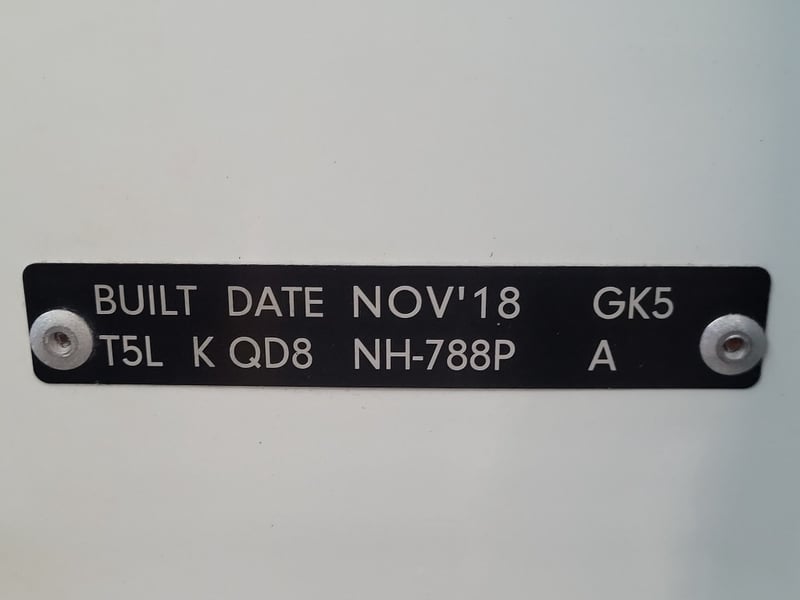 BUILT DATE NOV'18 GK5
T5L K QD8 NH-788P A